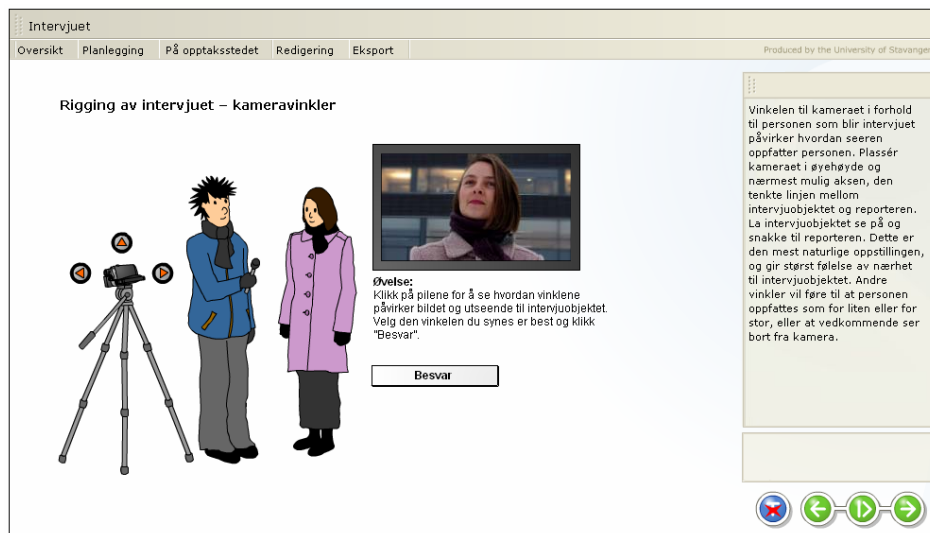 Intervjuet
Oversikt Planlegging På opptaksstedet Redigering Eksport
Produced by the University of Stavanger
Rigging av intervjuet – kameravinkler
Øvelse:
Klikk på pilene for å se hvordan vinklene
påvirker bildet og utseende til intervjuobjektet.
Velg den vinkelen du synes er best og klikk
"Besvar".
Besvar
Vinkelen til kameraet i forhold
til personen som blir intervjuet
påvirker hvordan seeren
oppfatter personen. Plassér
kameraet i øyehøyde og
nærmest mulig aksen, den
tenkte linjen mellom
intervjuobjektet og reporteren.
La intervjuobjektet se på og
snakke til reporteren. Dette er
den mest naturlige oppstillingen,
og gir størst følelse av nærhet
til intervjuobjektet. Andre
vinkler vil føre til at personen
oppfattes som for liten eller for
stor, eller at vedkommende ser
bort fra kamera.